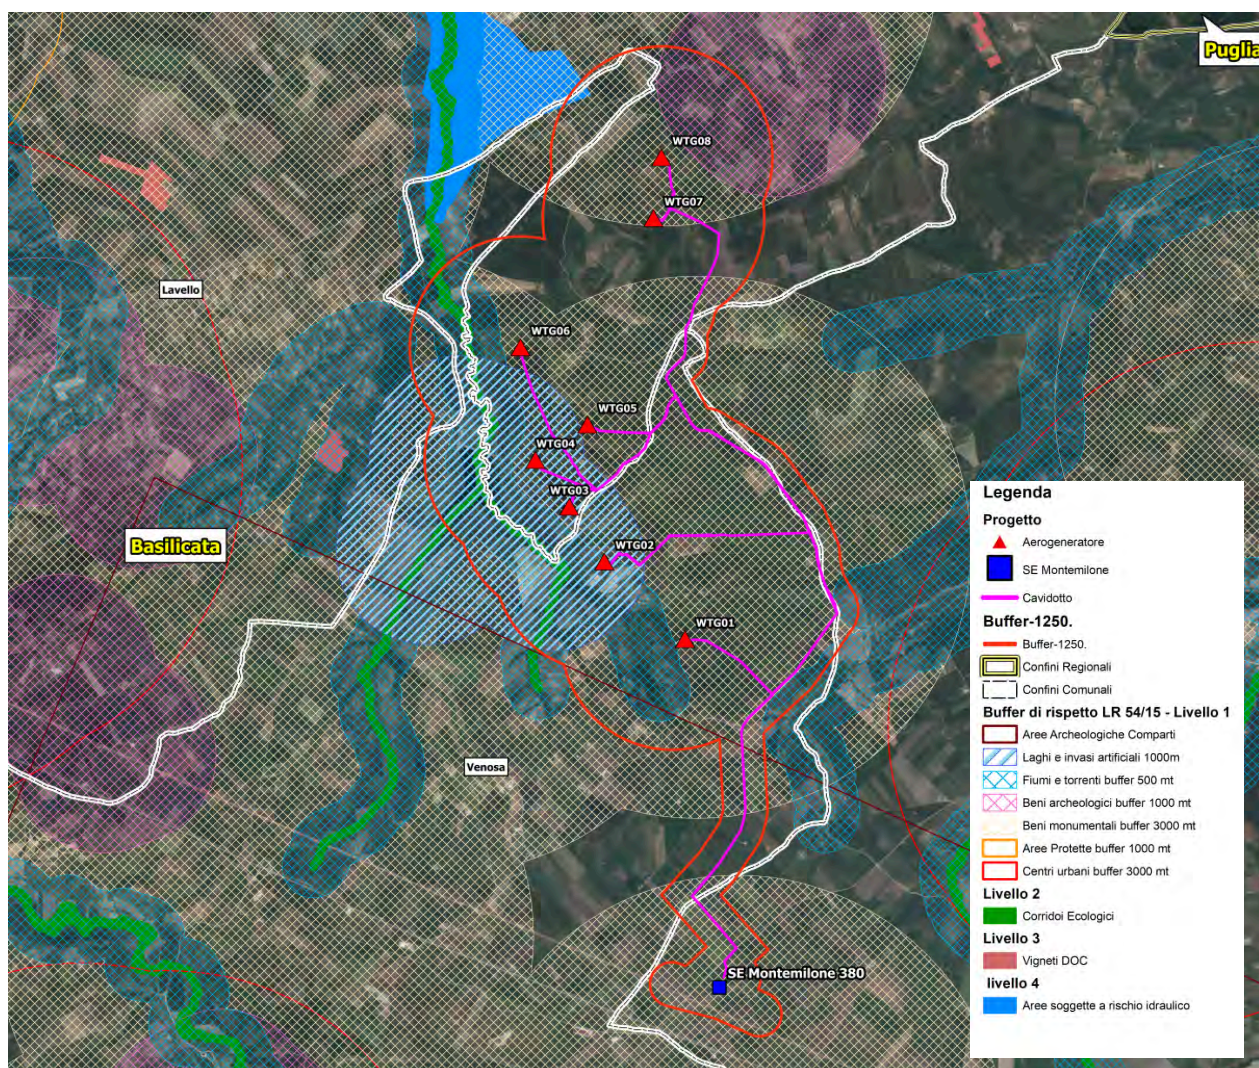 Puglia
WTG08
WTG07
Lavello
WTG06
WTG05
WTG04
WTG03
Basilicata
WTG02
WTG01
Venosa
SE Montemilone 380
Legenda
Progetto
Aerogeneratore
SE Montemilone
Cavidotto
Buffer-1250.
Buffer-1250.
Confini Regionali
Confini Comunali
Buffer di rispetto LR 54/15 - Livello 1
Aree Archeologiche Comparti
Laghi e invasi artificiali 1000m
Fiumi e torrenti buffer 500 mt
Beni archeologici buffer 1000 mt
Beni monumentali buffer 3000 mt
Aree Protette buffer 1000 mt
Centri urbani buffer 3000 mt
Livello 2
Corridoi Ecologici
Livello 3
Vigneti DOC
livello 4
Aree soggette a rischio idraulico